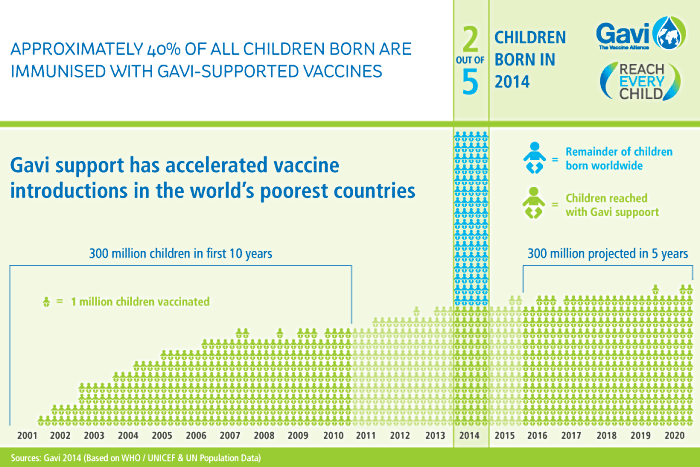 APPROXIMATELY 40% OF ALL CHILDREN BORN ARE
IMMUNISED WITH GAVI-SUPPORTED VACCINES
2
OUT OF
5
CHILDREN
BORN IN
2014
Gavi
The Vaccine Alliance
REACH
EVERY
CHILD
Gavi support has accelerated vaccine
introductions in the world's poorest countries
= Remainder of children
born worldwide
= Children reached
with Gavi suppoort
300 million children in first 10 years
300 million projected in 5 years
= 1 million children vaccinated
2001 2002 2003 2004 2005 2006 2007 2008 2009 2010 2011 2012 2013 2014 2015 2016 2017 2018 2019 2020
Sources: Gavi 2014 (Based on WHO / UNICEF & UN Population Data)